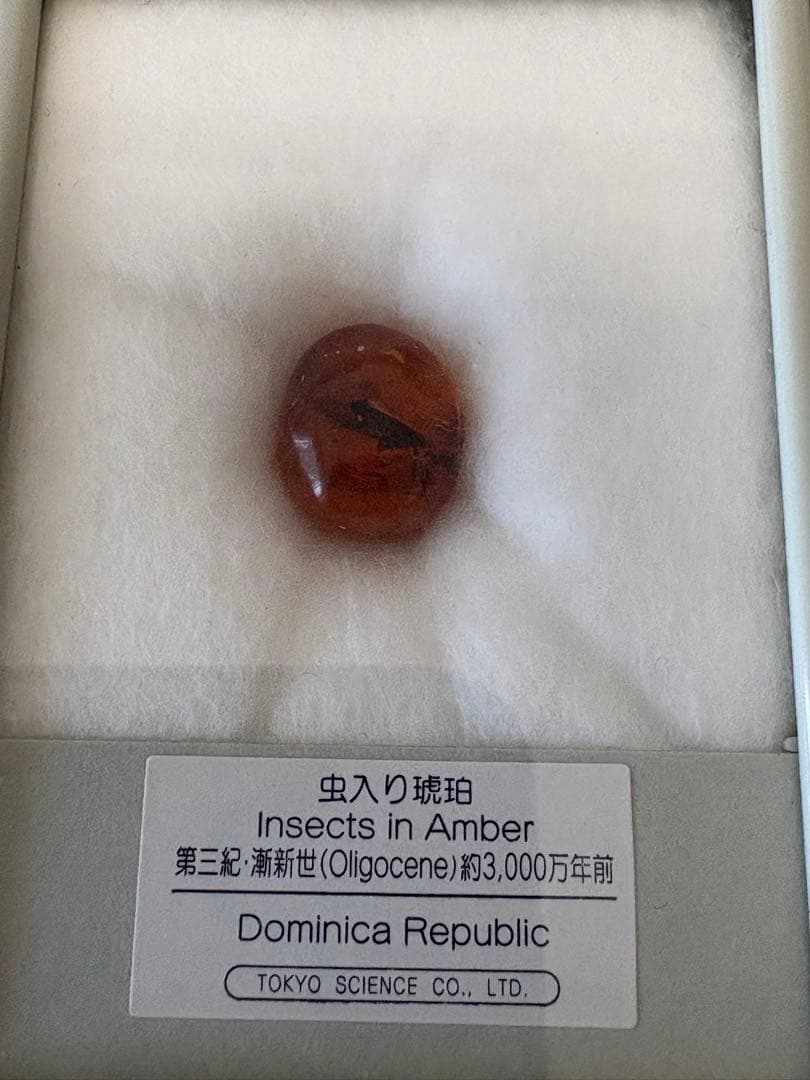 虫入り琥珀
Insects in Amber
第三紀·漸新世(Oligocene)約3,000万年前
Dominica Republic
TOKYO SCIENCE CO., LTD.